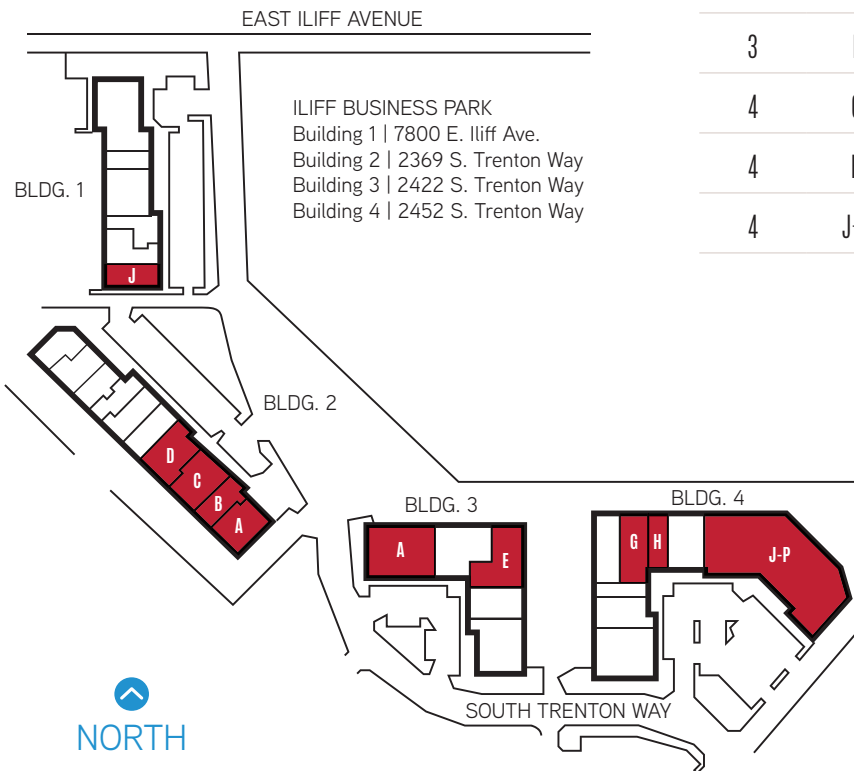 EAST ILIFF AVENUE
3
4
4
4
ILIFF BUSINESS PARK
Building 1 | 7800 E. Iliff Ave.
Building 2 | 2369 S. Trenton Way
Building 3 | 2422 S. Trenton Way
Building 4 | 2452 S. Trenton Way
BLDG. 1
J
BLDG. 2
D
C
B
A
BLDG. 3
A
E
BLDG. 4
G
H
J-P
SOUTH TRENTON WAY
NORTH